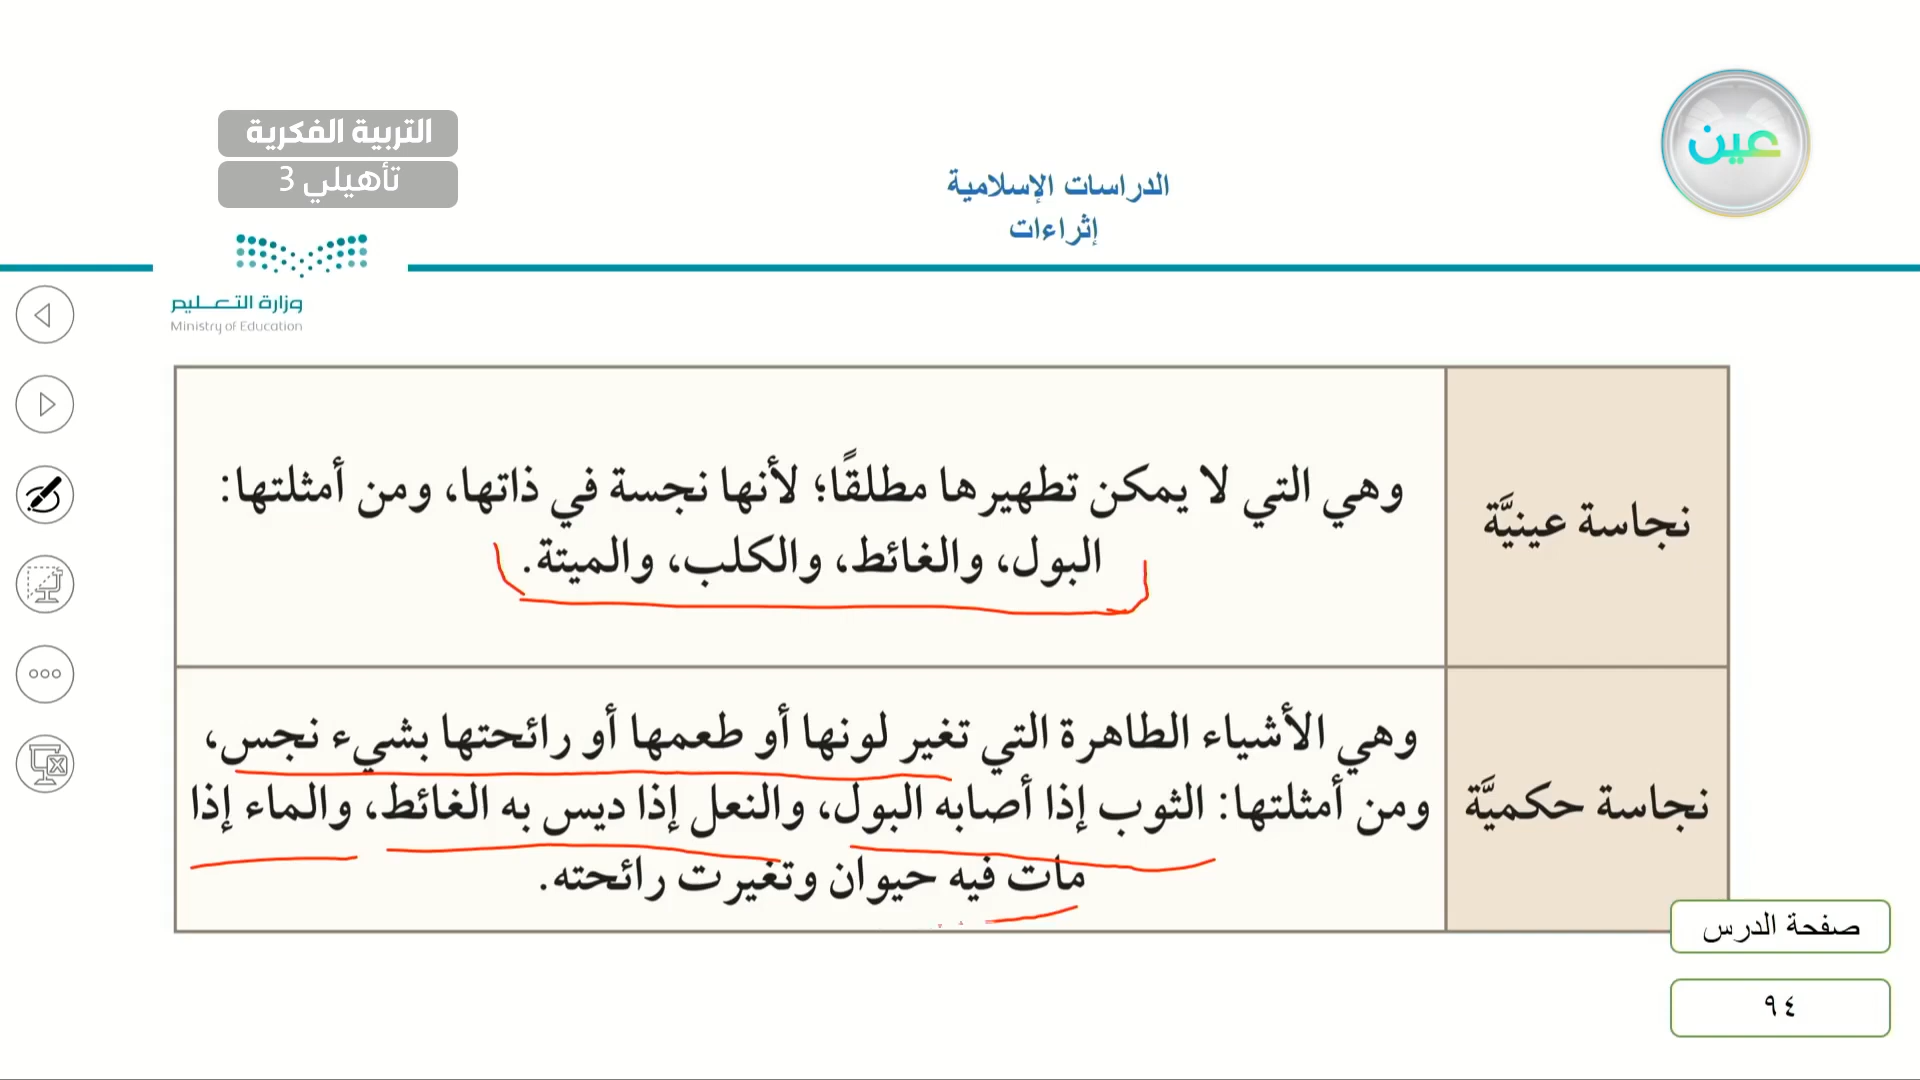 التربية الفكرية
تأهيلي 3
عين
الدراسات الإسلامية
إثراءات
وزارة التعليم
Ministry of Education
نجاسة عينيَّة
وهي التي لا يمكن تطهيرها مطلقًا؛ لأنها نجسة في ذاتها، ومن أمثلتها:
البول، والغائط، والكلب، والميتة.
نجاسة حكميَّة
وهي الأشياء الطاهرة التي تغير لونها أو طعمها أو رائحتها بشيء نجس،
ومن أمثلتها: الثوب إذا أصابه البول، والنعل إذا ديس به الغائط، والماء إذا
مات فيه حيوان وتغيرت رائحته.
صفحة الدرس
٩٤